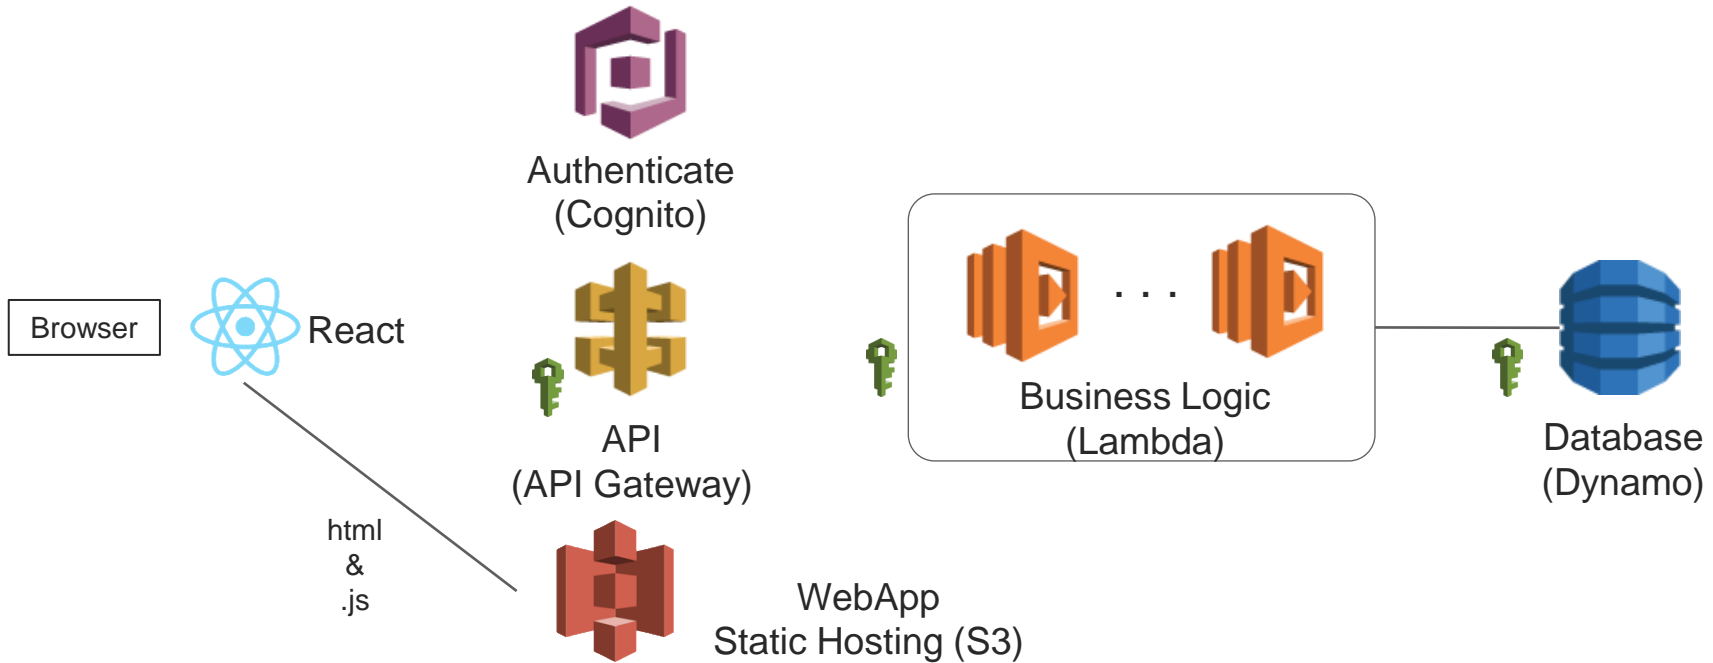 Authenticate
(Cognito)
Browser
React
. . .
Business Logic
(Lambda)
API
(API Gateway)
Database
(Dynamo)
html
&
.js
WebApp
Static Hosting (S3)